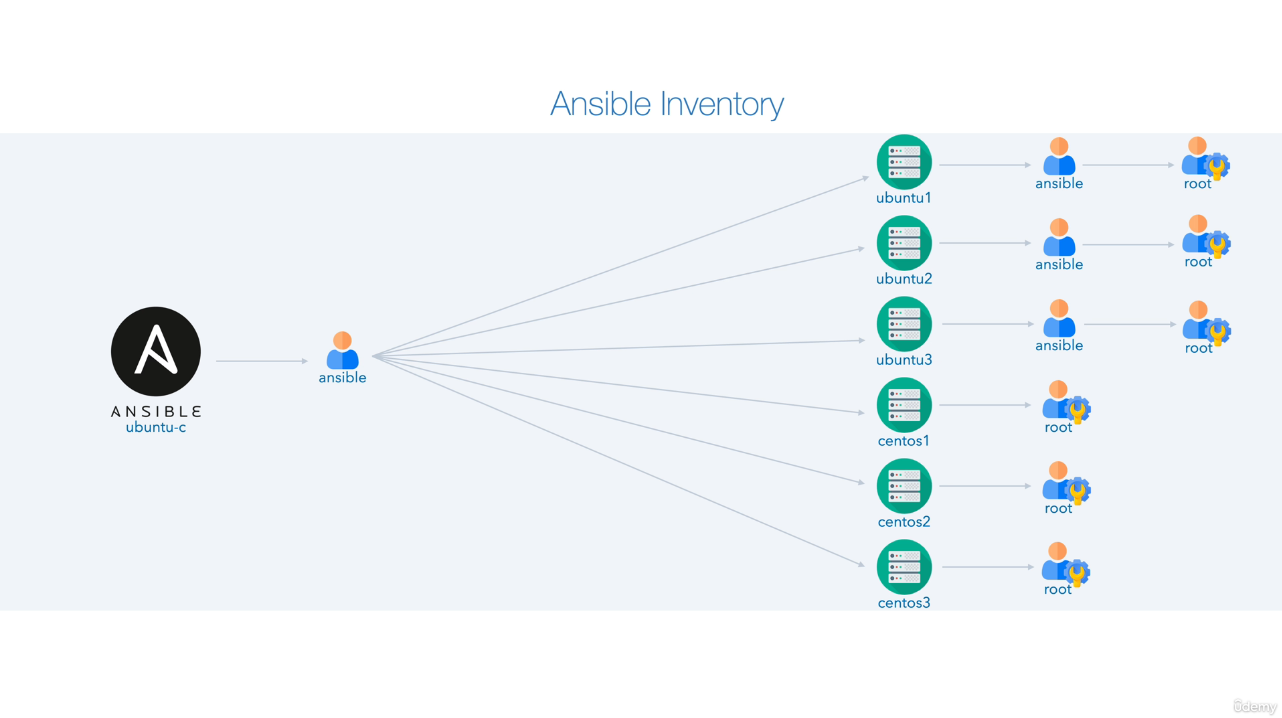 Ansible Inventory
ubuntu1
ansible
root
ubuntu2
ansible
root
ubuntu3
ansible
root
ANSIBLE
ubuntu-c
ansible
centos1
root
centos2
root
centos3
root
ûdemy